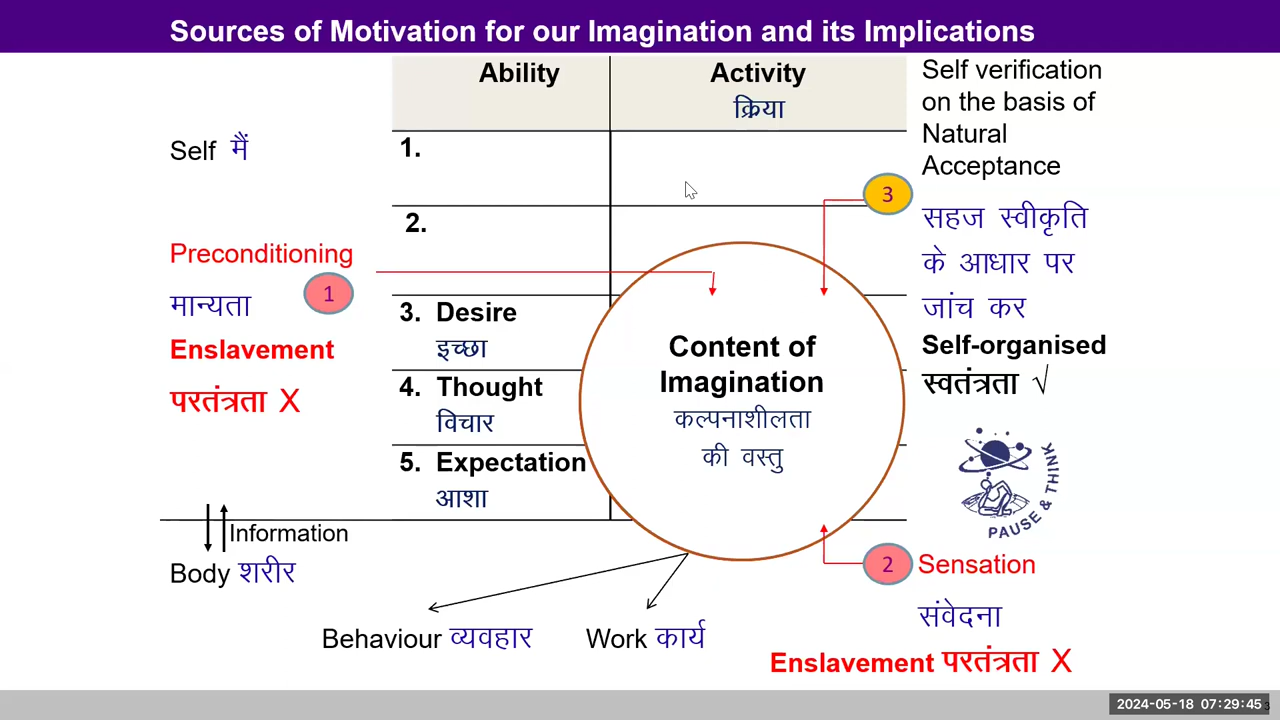 Sources of Motivation for our Imagination and its Implications
Ability
Activity
क्रिया
Self verification
on the basis of
Natural
Acceptance
3
सहज स्वीकृति
के आधार पर
जांच कर
Self-organised
स्वतंत्रता √
Self मैं
1.
2.
Preconditioning
मान्यता
1
Enslavement
परतंत्रता X
3. Desire
इच्छा
4. Thought
विचार
5. Expectation
आशा
Content of
Imagination
कल्पनाशीलता
की वस्तु
PAUSE & THINK
Information
Body शरीर
2
Sensation
संवेदना
Behaviour व्यवहार
Work कार्य
Enslavement परतंत्रता X
2024-05-18 07:29:45
3